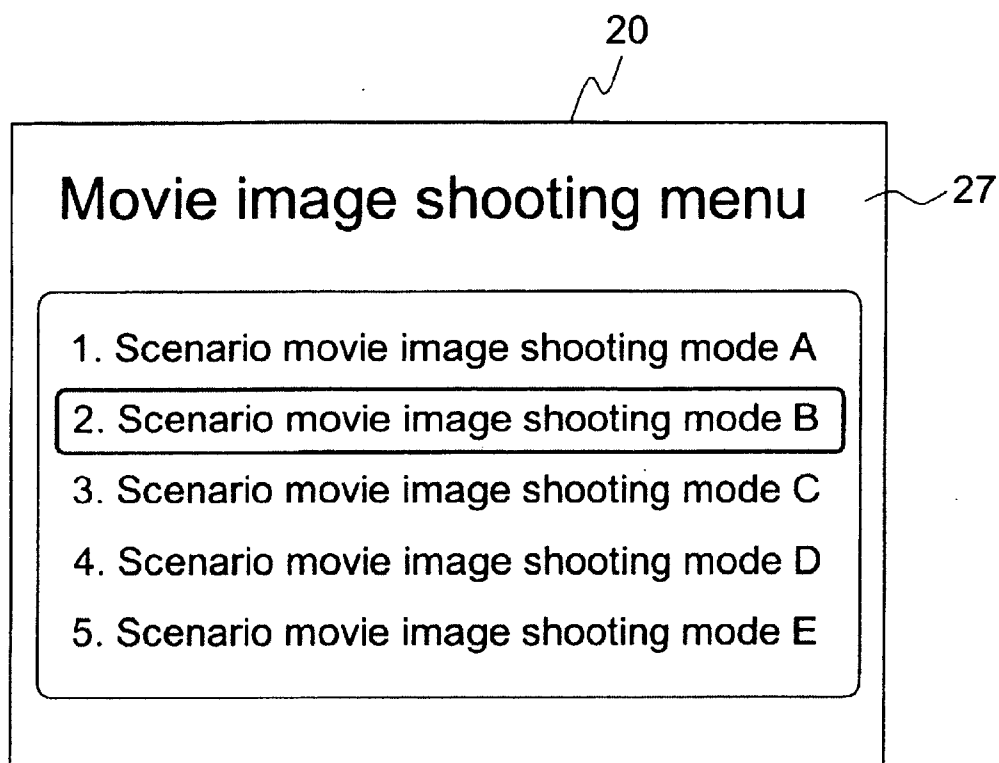 20
Movie image shooting menu
27
1. Scenario movie image shooting mode A
2. Scenario movie image shooting mode B
3. Scenario movie image shooting mode C
4. Scenario movie image shooting mode D
5. Scenario movie image shooting mode E